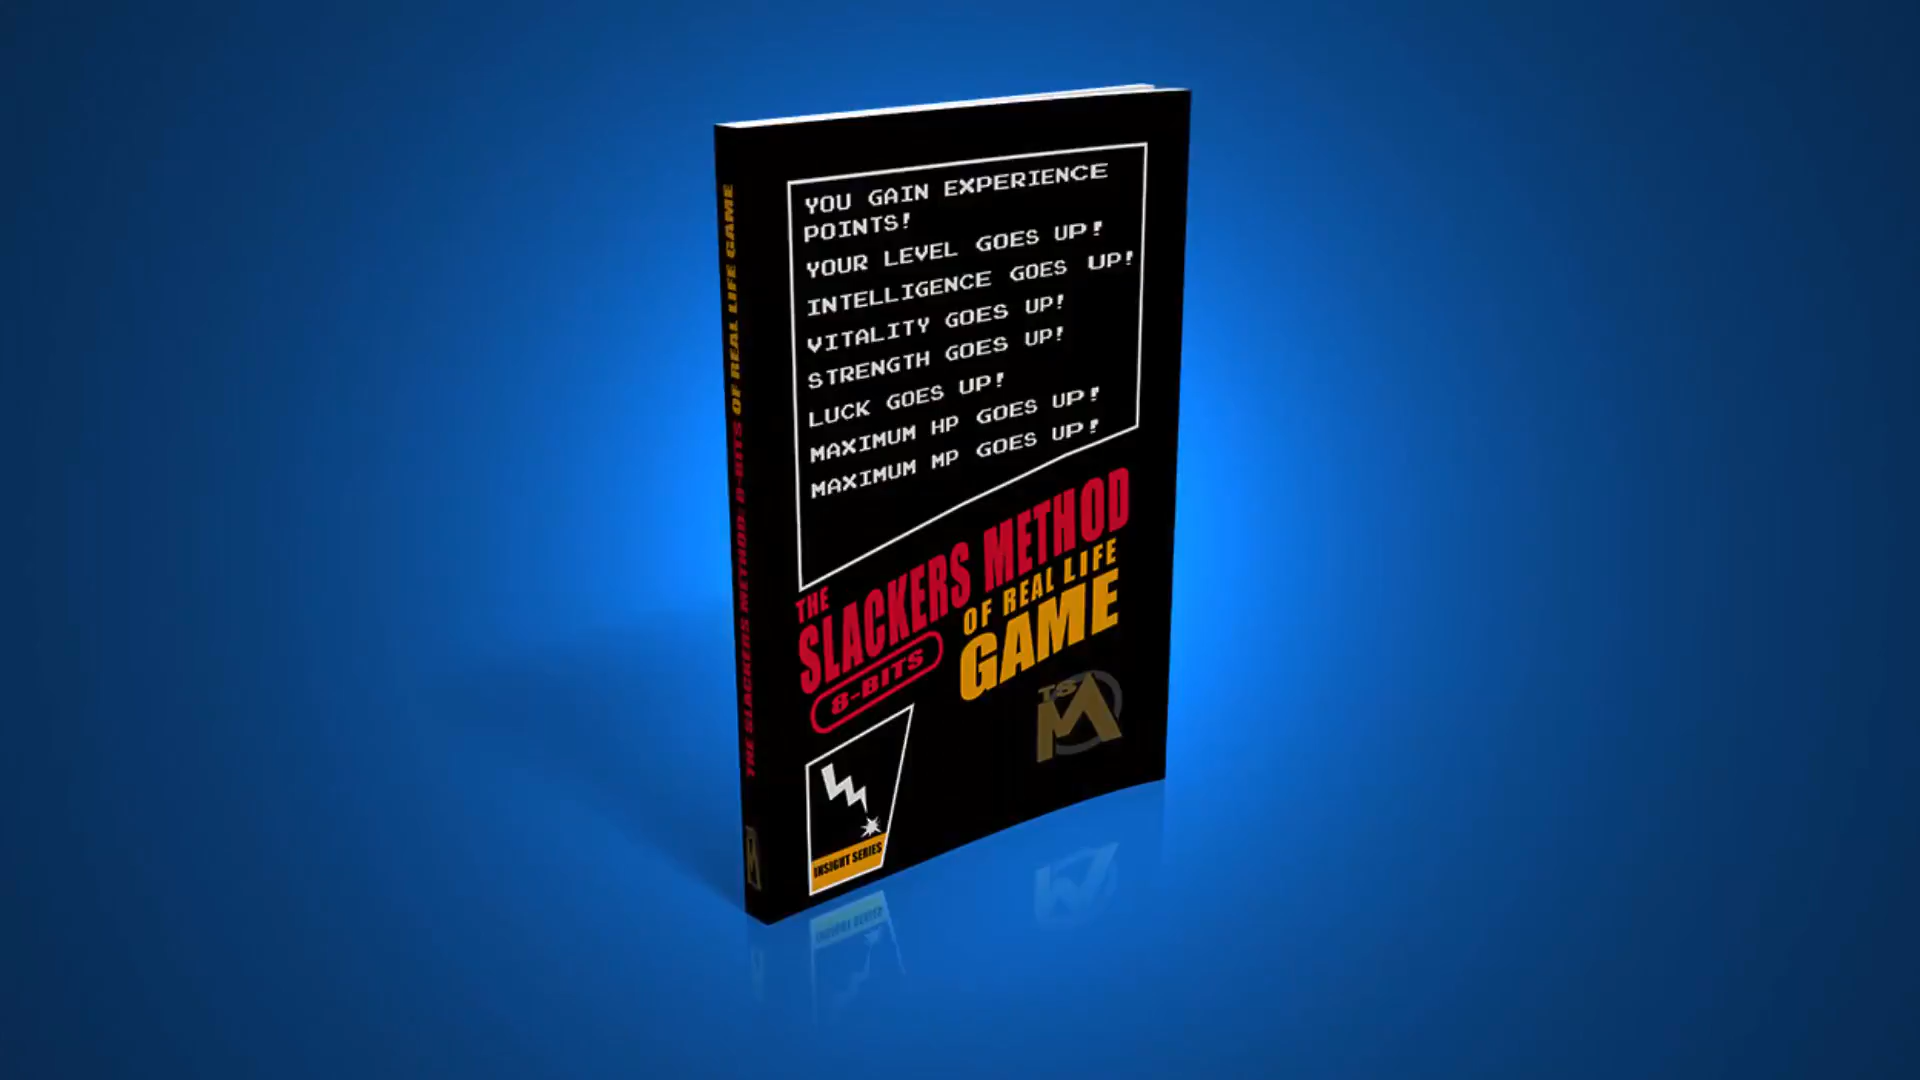 YOU GAIN EXPERIENCE
POINTS!
YOUR LEVEL GOES UP!
INTELLIGENCE GOES UP!
VITALITY GOES UP!
STRENGTH GOES UP!
LUCK GOES UP!
MAXIMUM HP GOES UP!
MAXIMUM MP GOES UP!
THE
SLACKERS METHOD
8-BITS
OF REAL LIFE
GAME
TSM
INSIGHT SERIES
THE SLACKERS METHOD: 8-BITS OF REAL LIFE GAME